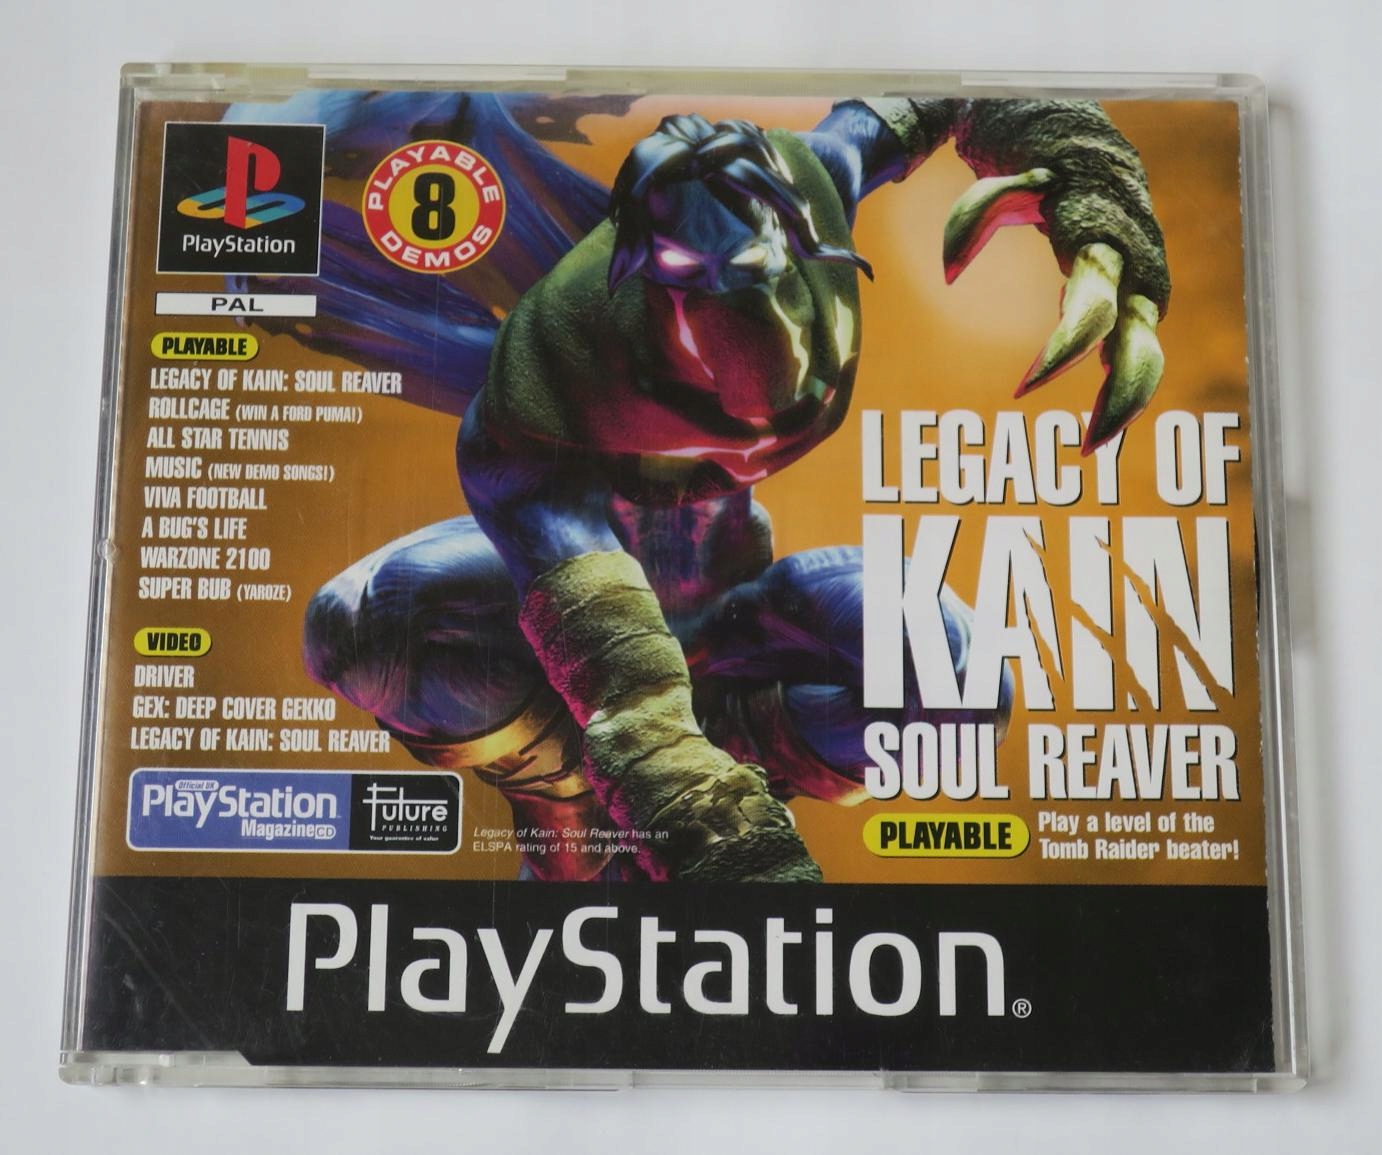 PlayStation
PLAYABLE
8
DEMOS
PAL
PLAYABLE
LEGACY OF KAIN: SOUL REAVER
ROLLCAGE (WIN A FORD PUMA!)
ALL STAR TENNIS
MUSIC (NEW DEMO SONGS!)
VIVA FOOTBALL
A BUG'S LIFE
WARZONE 2100
SUPER BUB (YAROZE)
VIDEO
DRIVER
GEX: DEEP COVER GEKKO
LEGACY OF KAIN: SOUL REAVER
Official UK
PlayStation
Magazine CD
Future
PUBLISHING
Your guarantee of value
Legacy of Kain: Soul Reaver has an
ELSPA rating of 15 and above.
LEGACY OF
KAIN
SOUL REAVER
PLAYABLE
Play a level of the
Tomb Raider beater!
PlayStation®